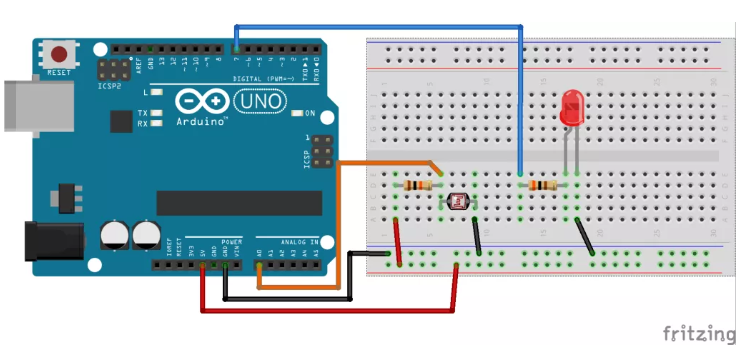 RESET
ICSP2
AREF
GND
13
12
~11
~10
~9
8
7
~6
~5
4
~3
2
TX0▶1
RX0◀0
DIGITAL (PWM=~)
L
TX
RX
UNO
Arduino™
ON
1
ICSP
POWER
ANALOG IN
IOREF
RESET
3V3
5V
GND
GND
VIN
A0
A1
A2
A3
A4
A5
fritzing